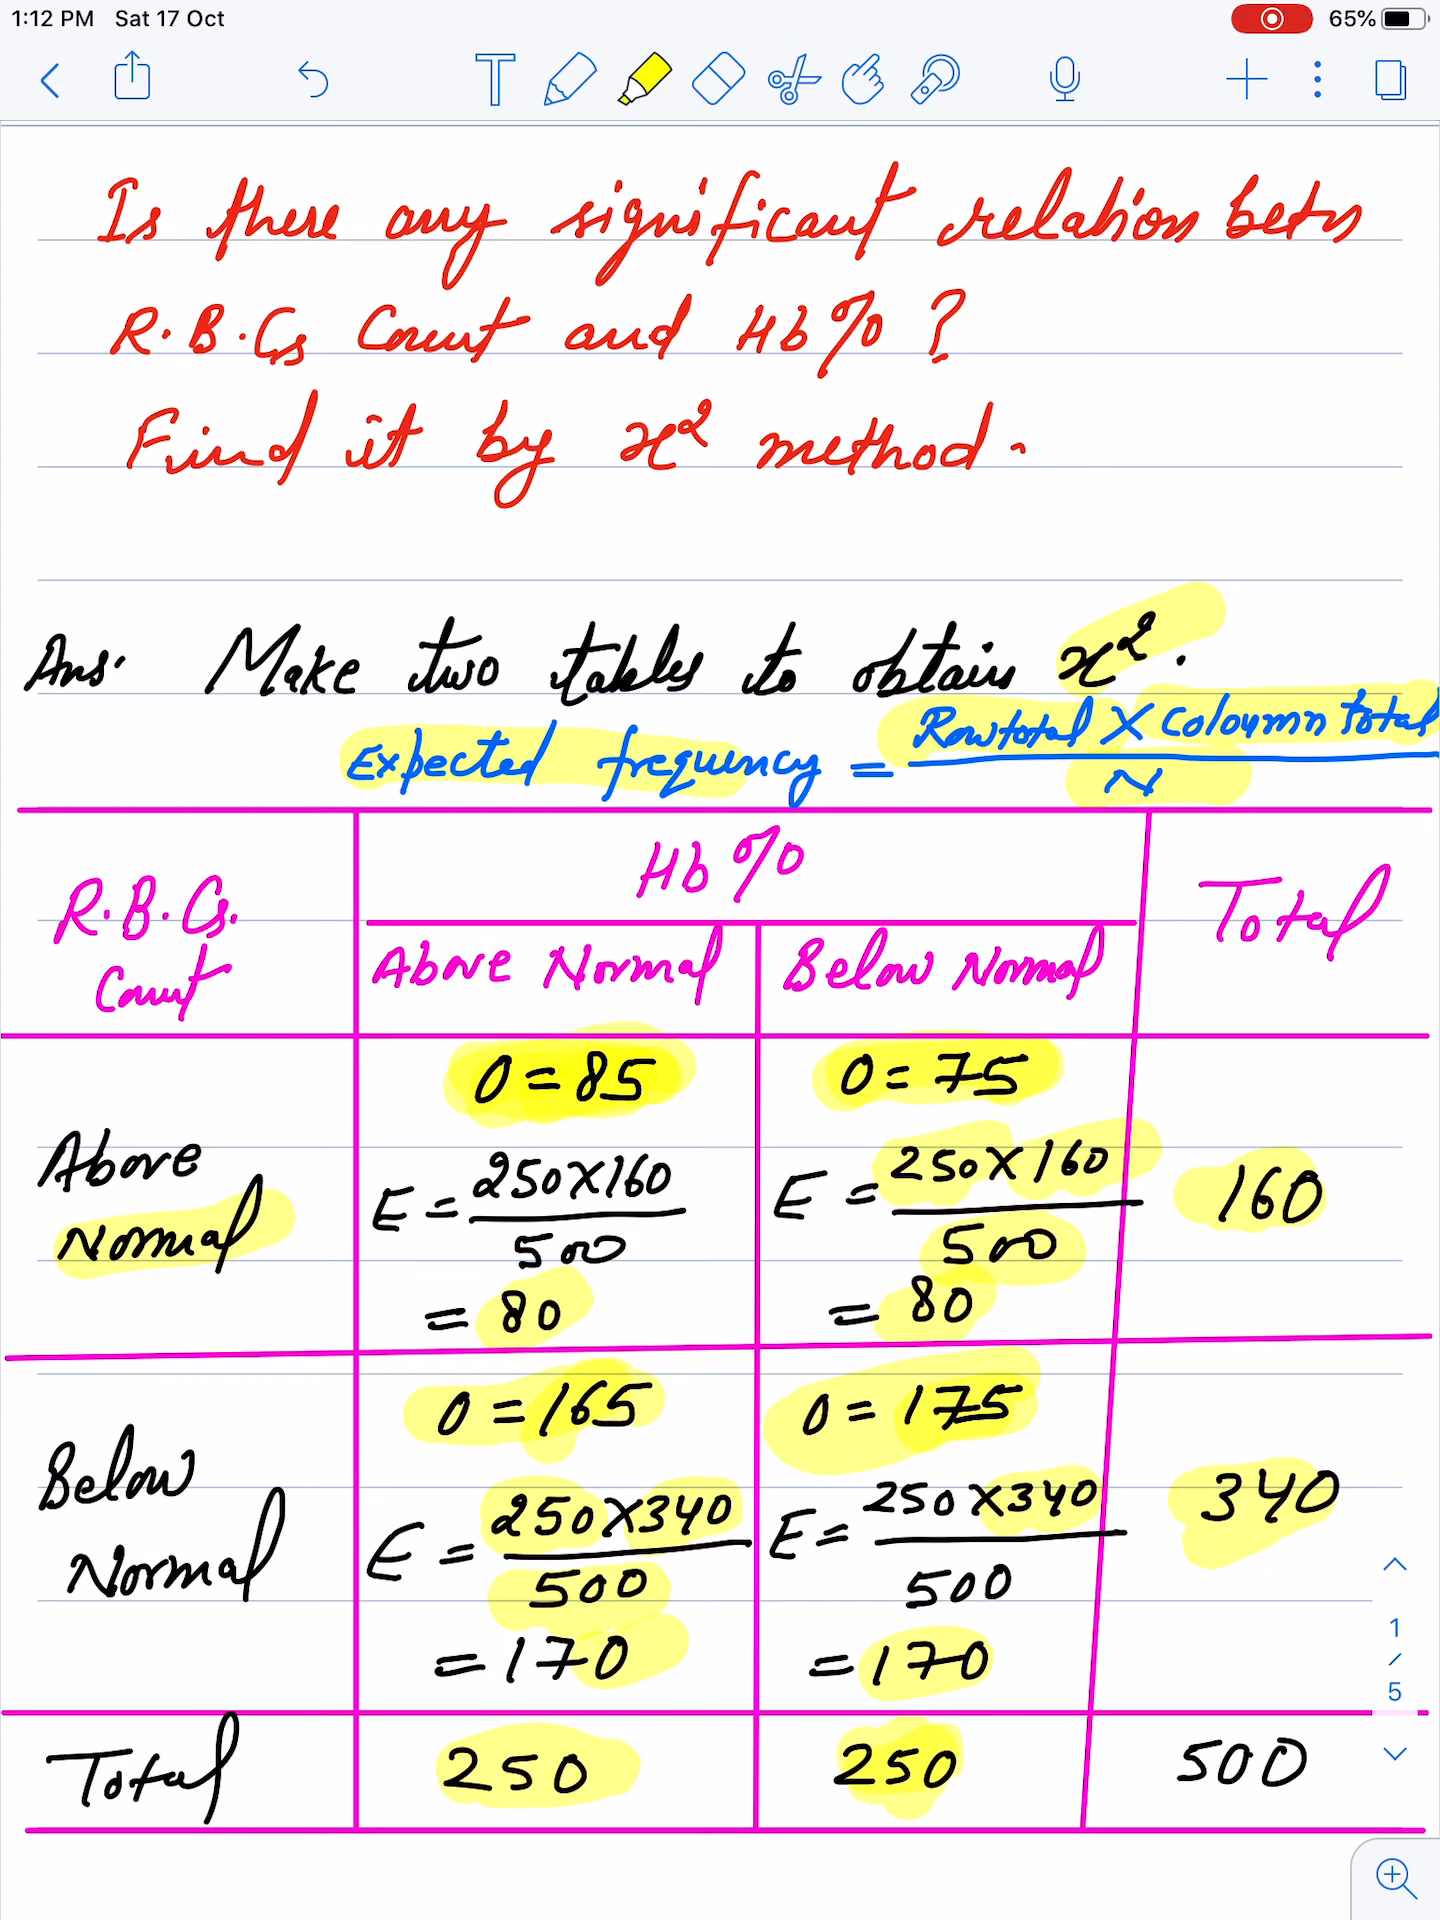 1:12 PM Sat 17 Oct 65%
T
Is there any significant relation betn
R.B.Cs Count and Hb% ?
Find it by x² method.
Ans. Make two tables to obtain x².
Expected frequency = Row total X Coloumn total
N
Hb%
R.B.Cs. Total
Count Above Normal Below Normal
O = 85 O = 75
Above E = 250X160 E = 250X160 160
Normal 500 500
= 80 = 80
O = 165 O = 175
Below E = 250X340 E = 250X340 340
Normal 500 500
= 170 = 170
1
/
5
Total 250 250 500